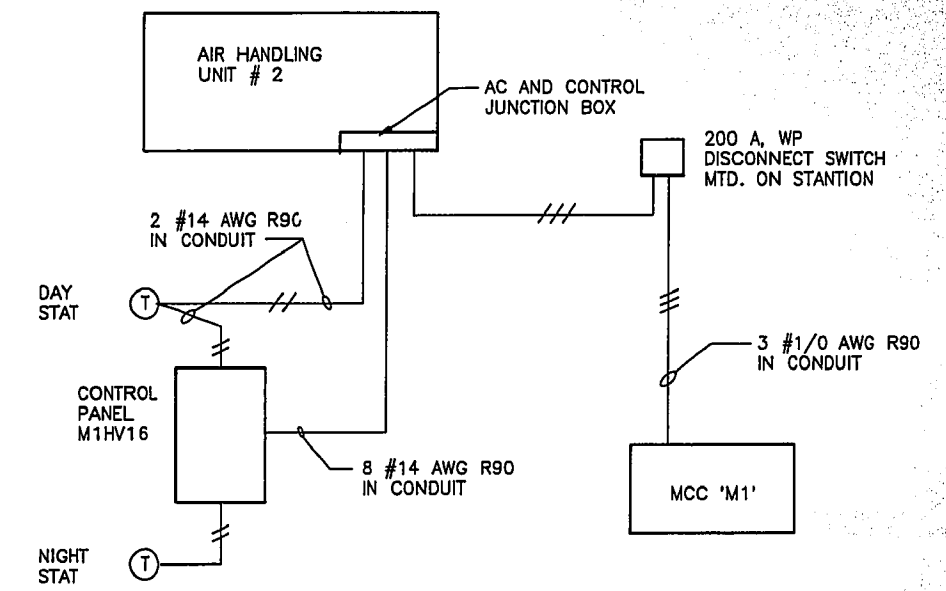 AIR HANDLING
UNIT # 2
AC AND CONTROL
JUNCTION BOX
200 A, WP
DISCONNECT SWITCH
MTD. ON STANTION
2 #14 AWG R90
IN CONDUIT
DAY
STAT
T
3 #1/0 AWG R90
IN CONDUIT
CONTROL
PANEL
M1HV16
8 #14 AWG R90
IN CONDUIT
MCC 'M1'
NIGHT
STAT
T